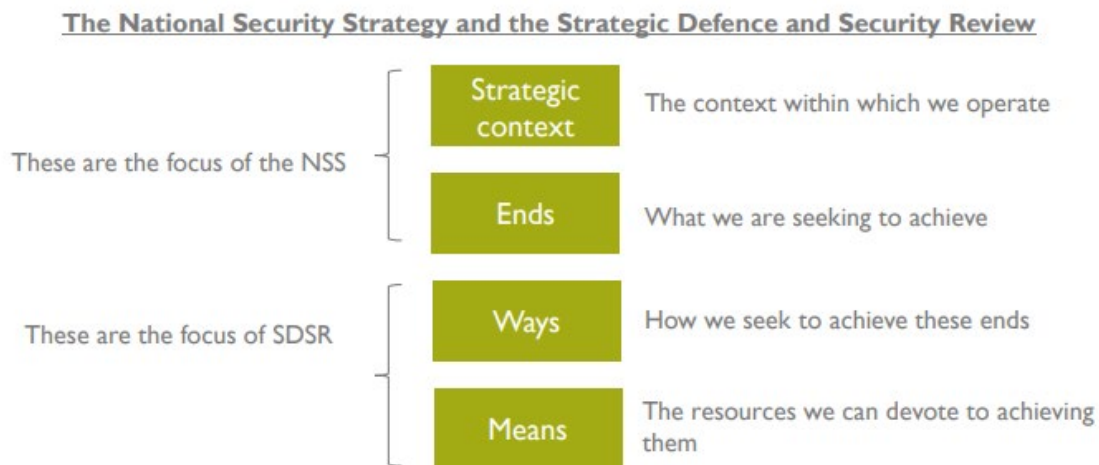 The National Security Strategy and the Strategic Defence and Security Review
Strategic
context
The context within which we operate
These are the focus of the NSS
Ends
What we are seeking to achieve
Ways
How we seek to achieve these ends
These are the focus of SDSR
Means
The resources we can devote to achieving
them